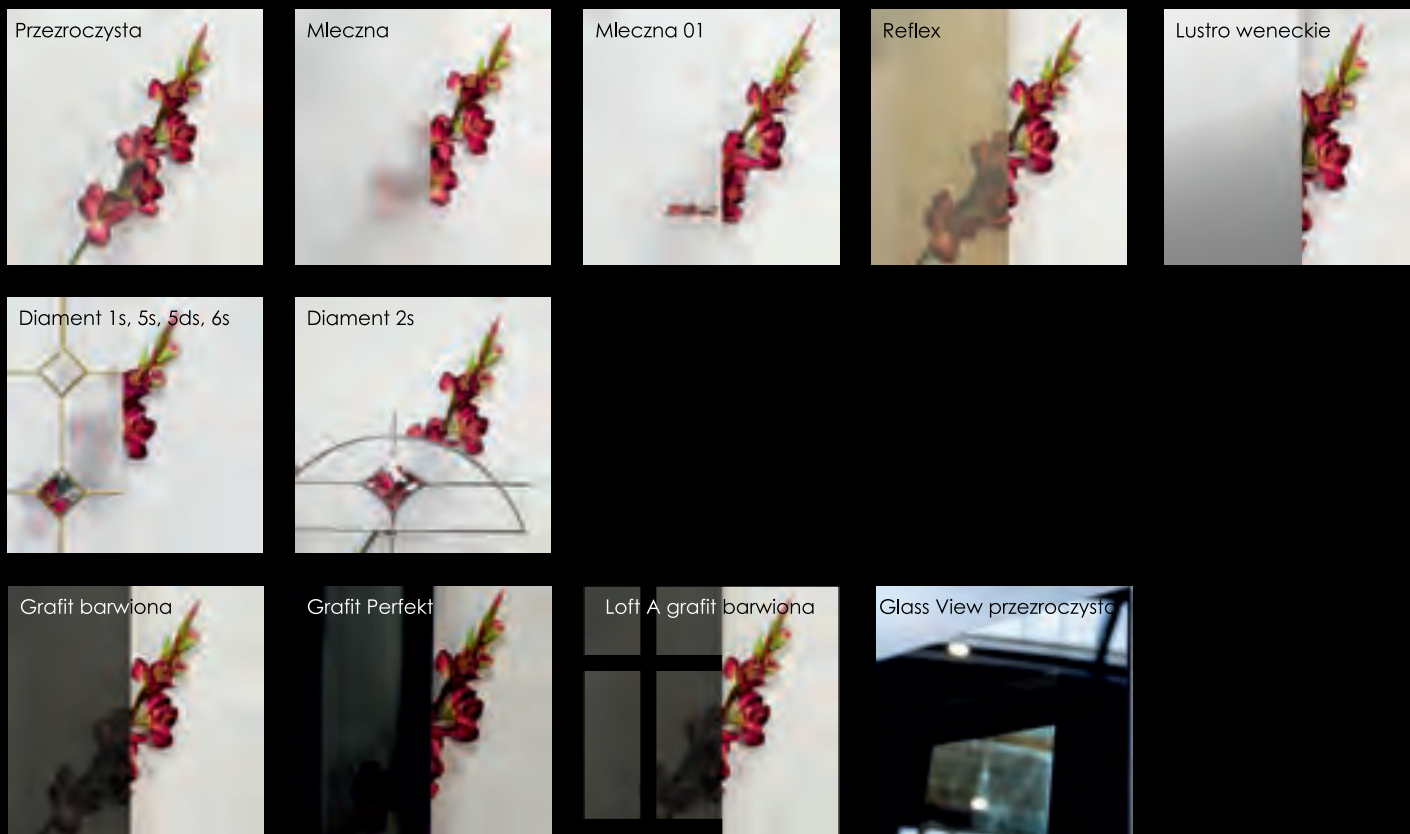 Przezroczysta
Mleczna
Mleczna 01
Reflex
Lustro weneckie
Diament 1s, 5s, 5ds, 6s
Diament 2s
Grafit barwiona
Grafit Perfekt
Loft A grafit barwiona
Glass View przezroczysta